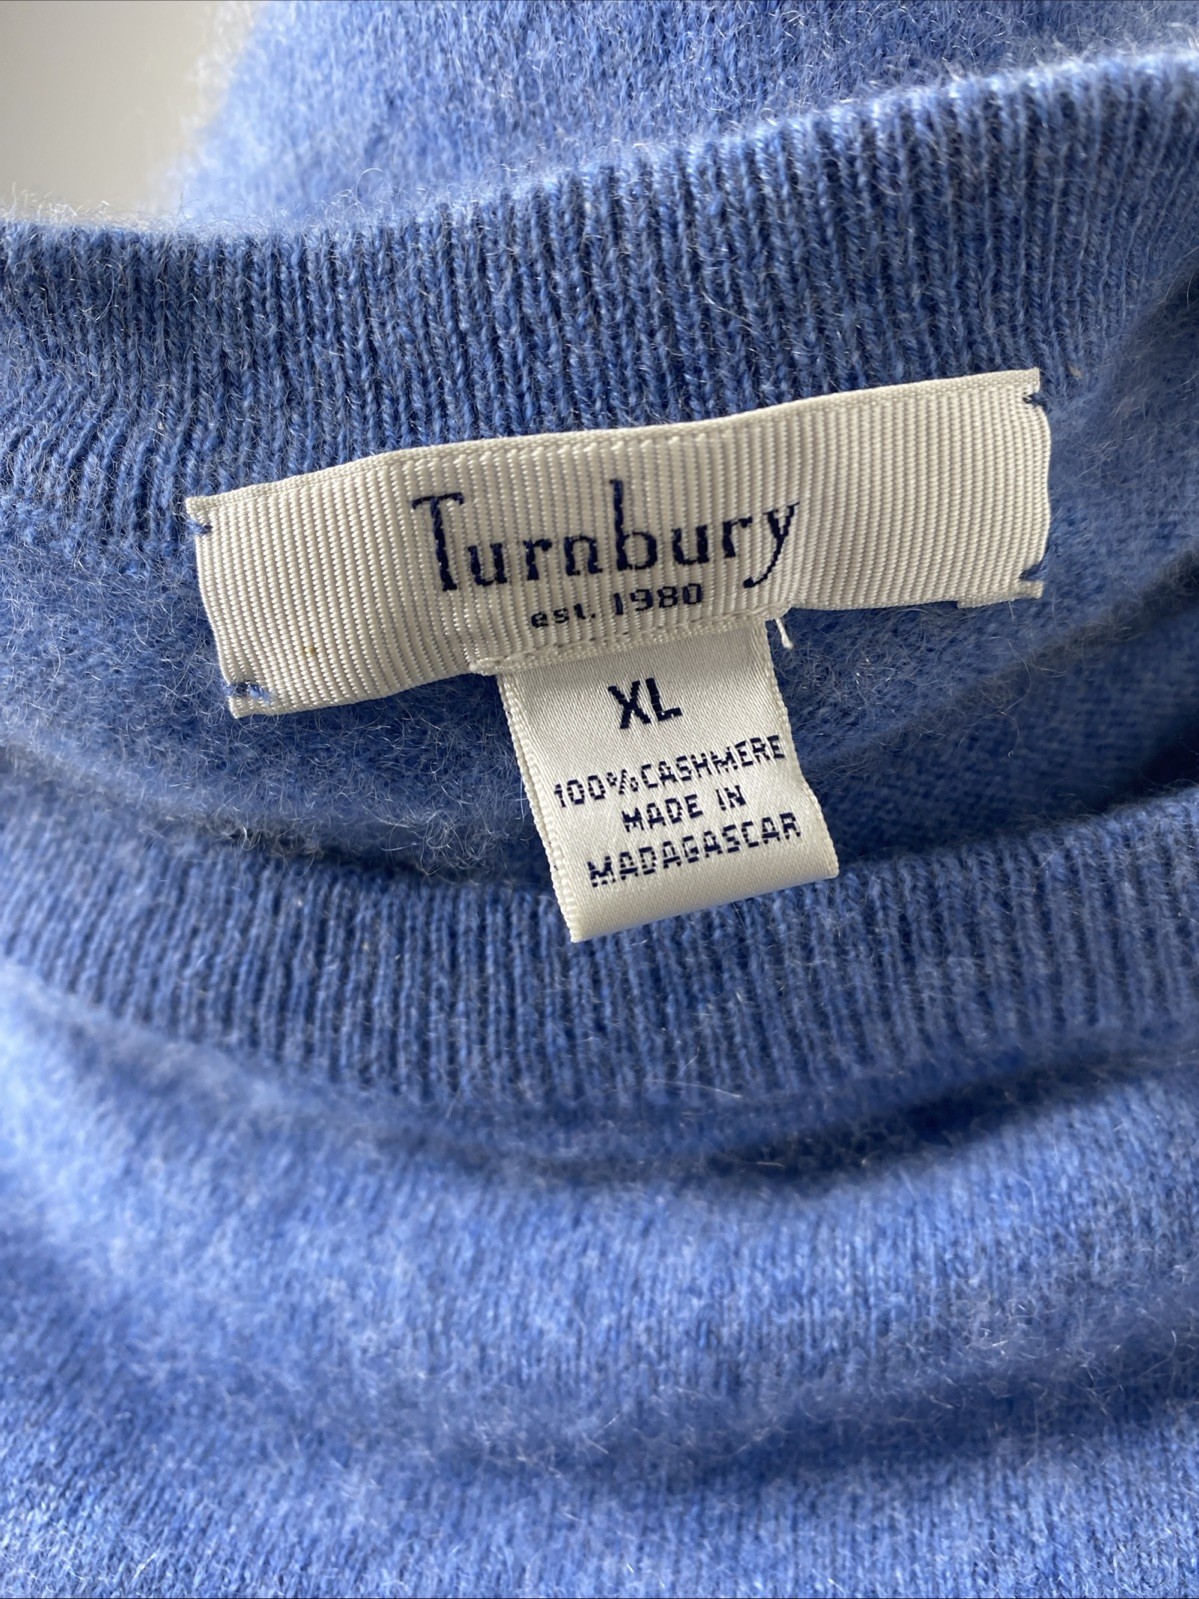 Turnbury
est. 1980
XL
100%CASHMERE
MADE IN
MADAGASCAR